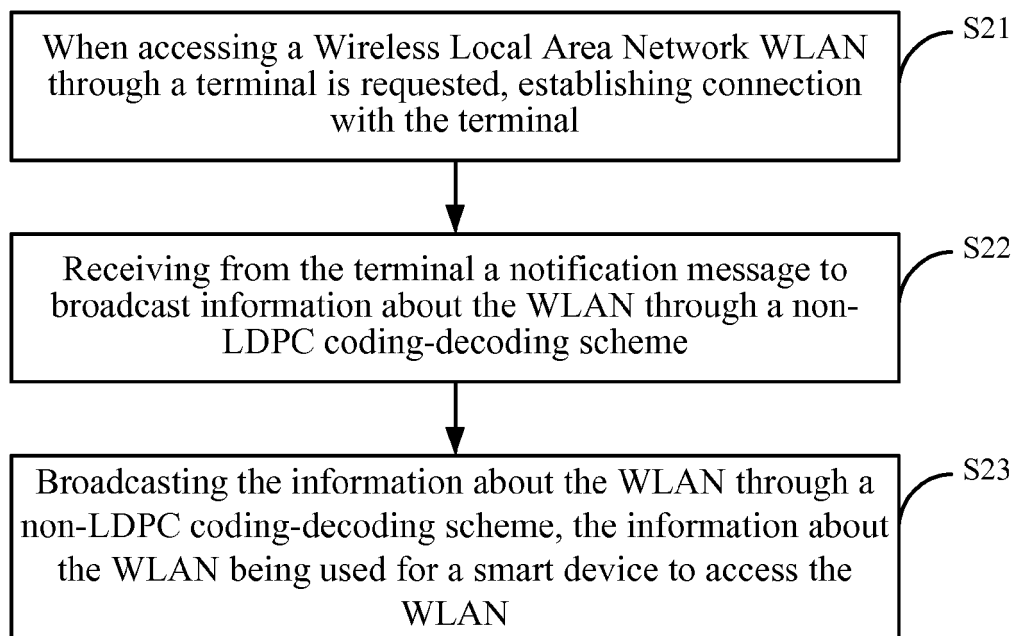 When accessing a Wireless Local Area Network WLAN
through a terminal is requested, establishing connection
with the terminal
S21
Receiving from the terminal a notification message to
broadcast information about the WLAN through a non-
LDPC coding-decoding scheme
S22
Broadcasting the information about the WLAN through a
non-LDPC coding-decoding scheme, the information about
the WLAN being used for a smart device to access the
WLAN
S23